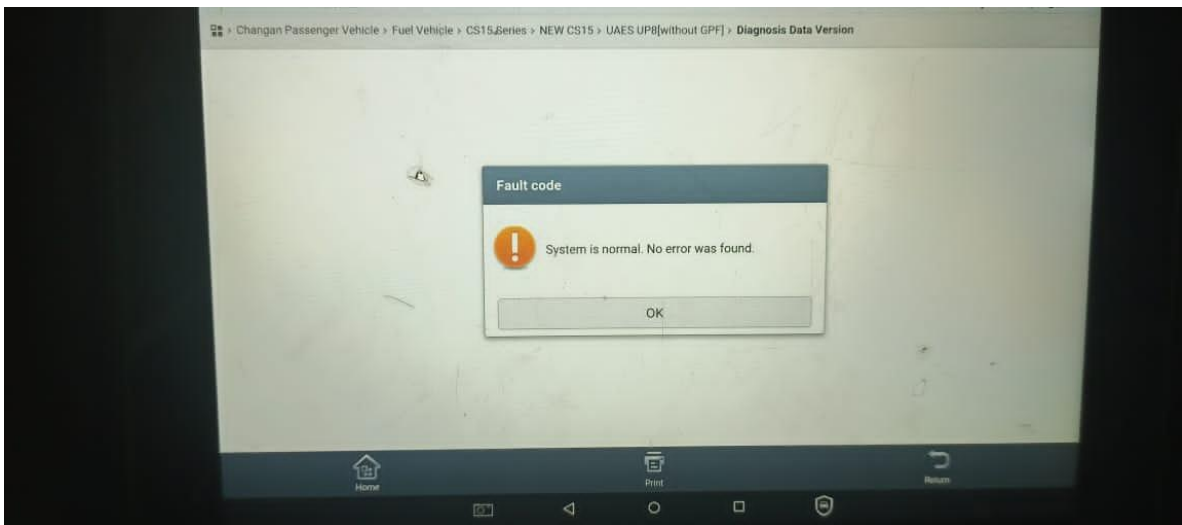 > Changan Passenger Vehicle > Fuel Vehicle > CS15 Series > NEW CS15 > UAES UP8[without GPF] > Diagnosis Data Version
Fault code
System is normal. No error was found.
OK
Home
Print
Return